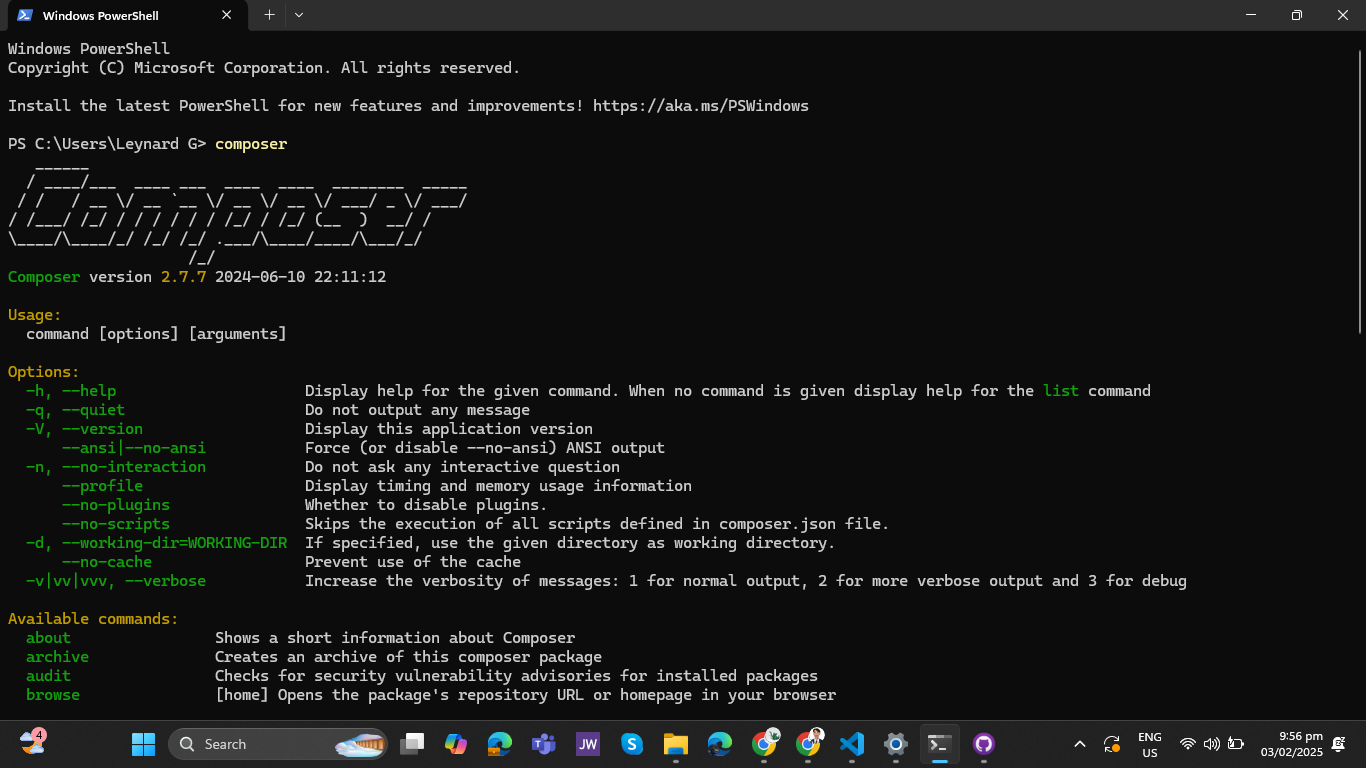 Windows PowerShell
Windows PowerShell
Copyright (C) Microsoft Corporation. All rights reserved.
Install the latest PowerShell for new features and improvements! https://aka.ms/PSWindows
PS C:\Users\Leynard G> composer
Composer
Composer version 2.7.7 2024-06-10 22:11:12
Usage:
command [options] [arguments]
Options:
-h, --help Display help for the given command. When no command is given display help for the list command
-q, --quiet Do not output any message
-V, --version Display this application version
--ansi|--no-ansi Force (or disable --no-ansi) ANSI output
-n, --no-interaction Do not ask any interactive question
--profile Display timing and memory usage information
--no-plugins Whether to disable plugins.
--no-scripts Skips the execution of all scripts defined in composer.json file.
-d, --working-dir=WORKING-DIR If specified, use the given directory as working directory.
--no-cache Prevent use of the cache
-v|vv|vvv, --verbose Increase the verbosity of messages: 1 for normal output, 2 for more verbose output and 3 for debug
Available commands:
about Shows a short information about Composer
archive Creates an archive of this composer package
audit Checks for security vulnerability advisories for installed packages
browse [home] Opens the package's repository URL or homepage in your browser
4
Search
JW
S
ENG
US
9:56 pm
03/02/2025